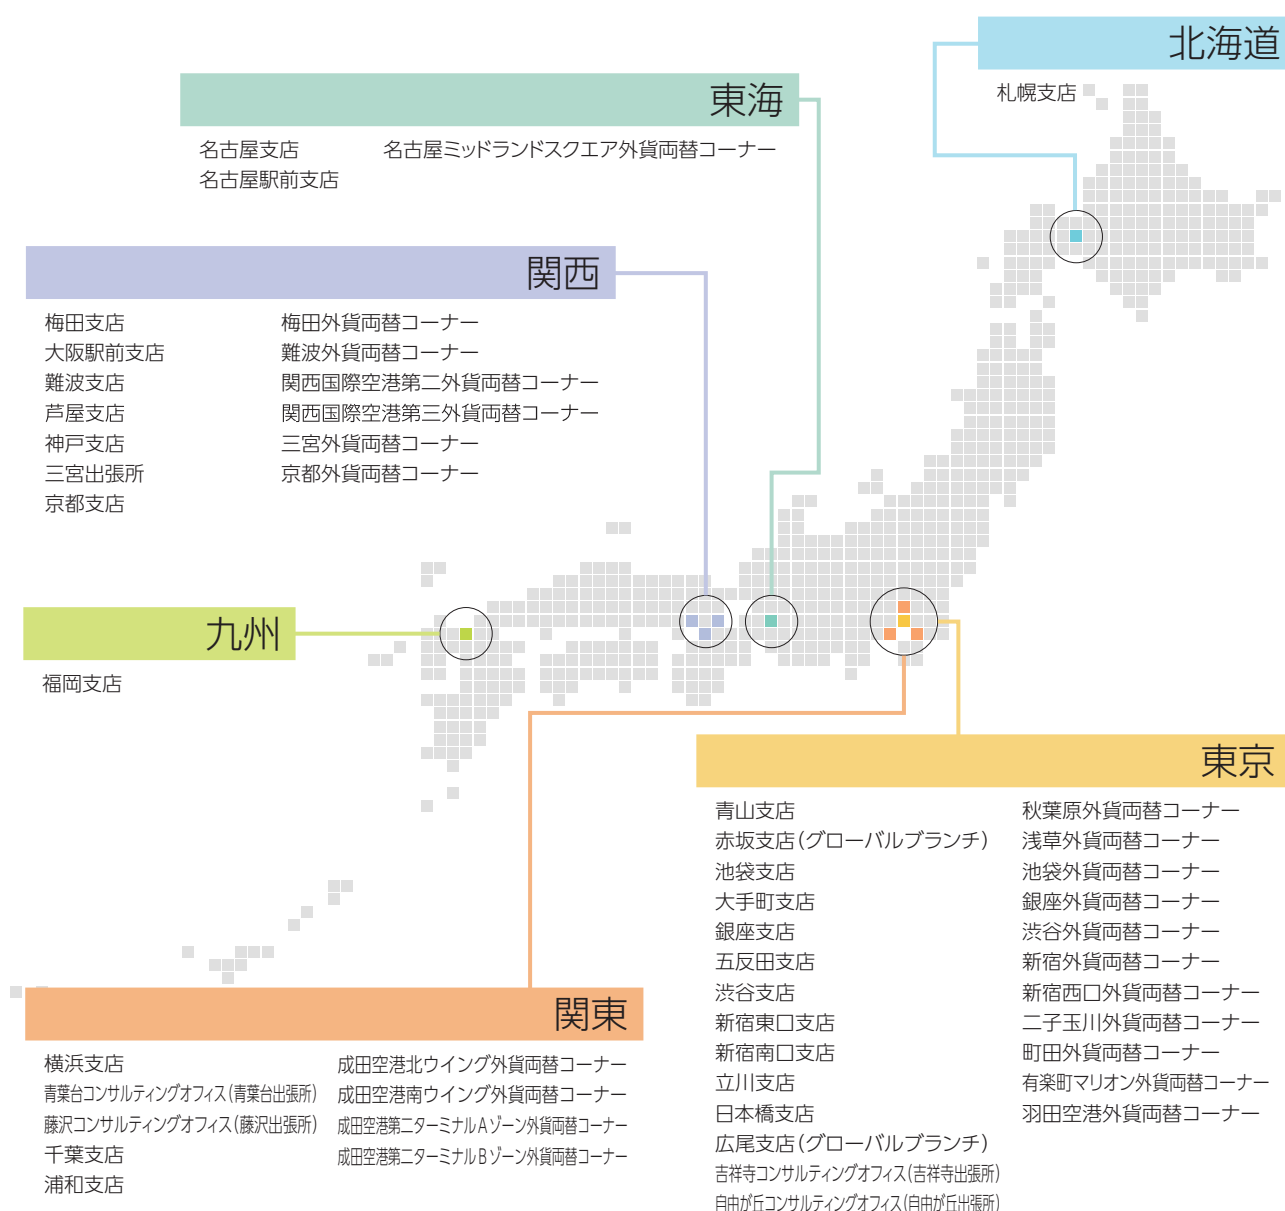 北海道
札幌支店
東海
名古屋支店
名古屋駅前支店
名古屋ミッドランドスクエア外貨両替コーナー
関西
梅田支店
大阪駅前支店
難波支店
芦屋支店
神戸支店
三宮出張所
京都支店
梅田外貨両替コーナー
難波外貨両替コーナー
関西国際空港第二外貨両替コーナー
関西国際空港第三外貨両替コーナー
三宮外貨両替コーナー
京都外貨両替コーナー
九州
福岡支店
東京
青山支店
赤坂支店(グローバルブランチ)
池袋支店
大手町支店
銀座支店
五反田支店
渋谷支店
新宿東口支店
新宿南口支店
立川支店
日本橋支店
広尾支店(グローバルブランチ)
吉祥寺コンサルティングオフィス(吉祥寺出張所)
自由が丘コンサルティングオフィス(自由が丘出張所)
秋葉原外貨両替コーナー
浅草外貨両替コーナー
池袋外貨両替コーナー
銀座外貨両替コーナー
渋谷外貨両替コーナー
新宿外貨両替コーナー
新宿西口外貨両替コーナー
二子玉川外貨両替コーナー
町田外貨両替コーナー
有楽町マリオン外貨両替コーナー
羽田空港外貨両替コーナー
関東
横浜支店
青葉台コンサルティングオフィス(青葉台出張所)
藤沢コンサルティングオフィス(藤沢出張所)
千葉支店
浦和支店
成田空港北ウイング外貨両替コーナー
成田空港南ウイング外貨両替コーナー
成田空港第二ターミナルAゾーン外貨両替コーナー
成田空港第二ターミナルBゾーン外貨両替コーナー